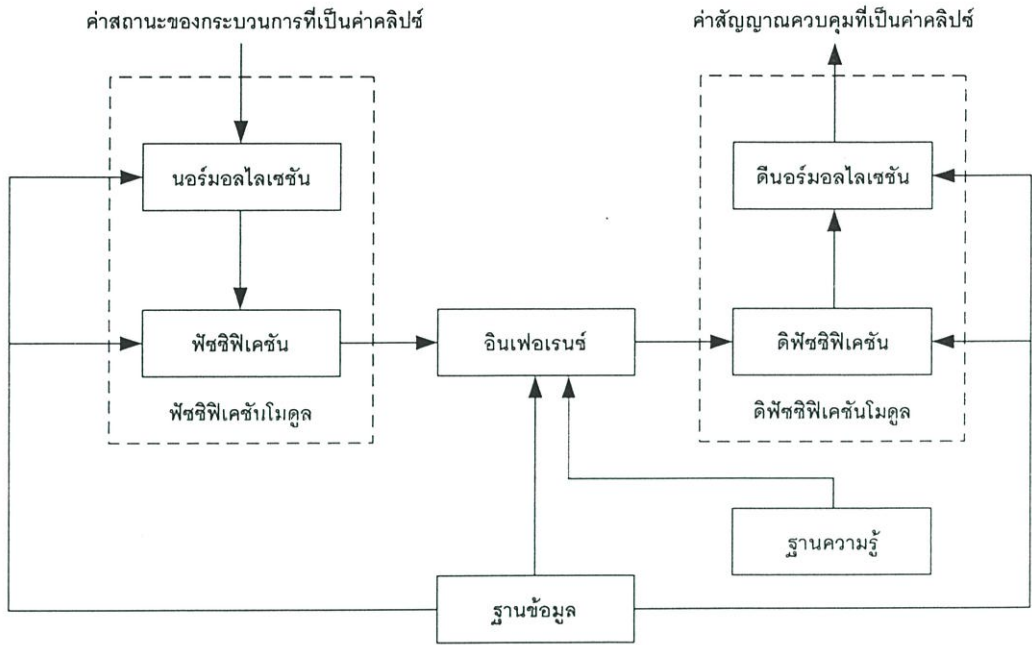 ค่าสถานะของกระบวนการที่เป็นค่าคลิปซ์
ค่าสัญญาณควบคุมที่เป็นค่าคลิปซ์
นอร์มอลไลเซชัน
ดีนอร์มอลไลเซชัน
ฟัซซิฟิเคชัน
อินเฟอเรนซ์
ดิฟัซซิฟิเคชัน
ฟัซซิฟิเคชันโมดูล
ดิฟัซซิฟิเคชันโมดูล
ฐานความรู้
ฐานข้อมูล